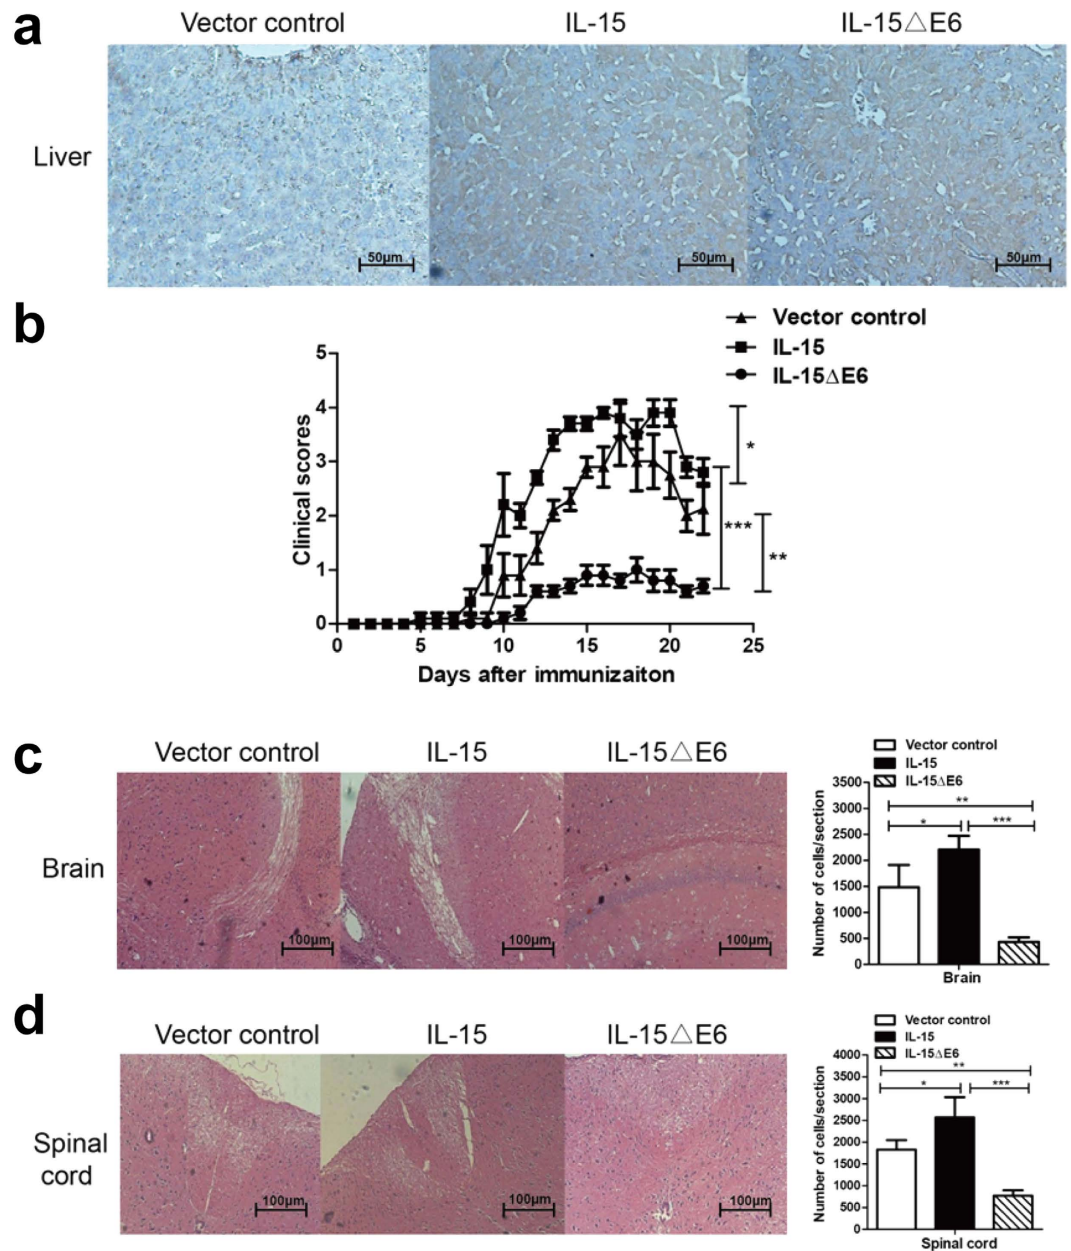 a
Vector control IL-15 IL-15△E6
Liver
50μm 50μm 50μm
b
Vector control
IL-15
IL-15ΔE6
Clinical scores
5
4
3
2
1
0
* *** **
0 5 10 15 20 25
Days after immunizaiton
c
Vector control IL-15 IL-15△E6
Brain
100μm 100μm 100μm
Vector control
IL-15
IL-15ΔE6
Number of cells/section
3500
3000
2500
2000
1500
1000
500
0
**
* ***
Brain
d
Vector control IL-15 IL-15△E6
Spinal
cord
100μm 100μm 100μm
Vector control
IL-15
IL-15ΔE6
Number of cells/section
4000
3500
3000
2500
2000
1500
1000
500
0
**
* ***
Spinal cord